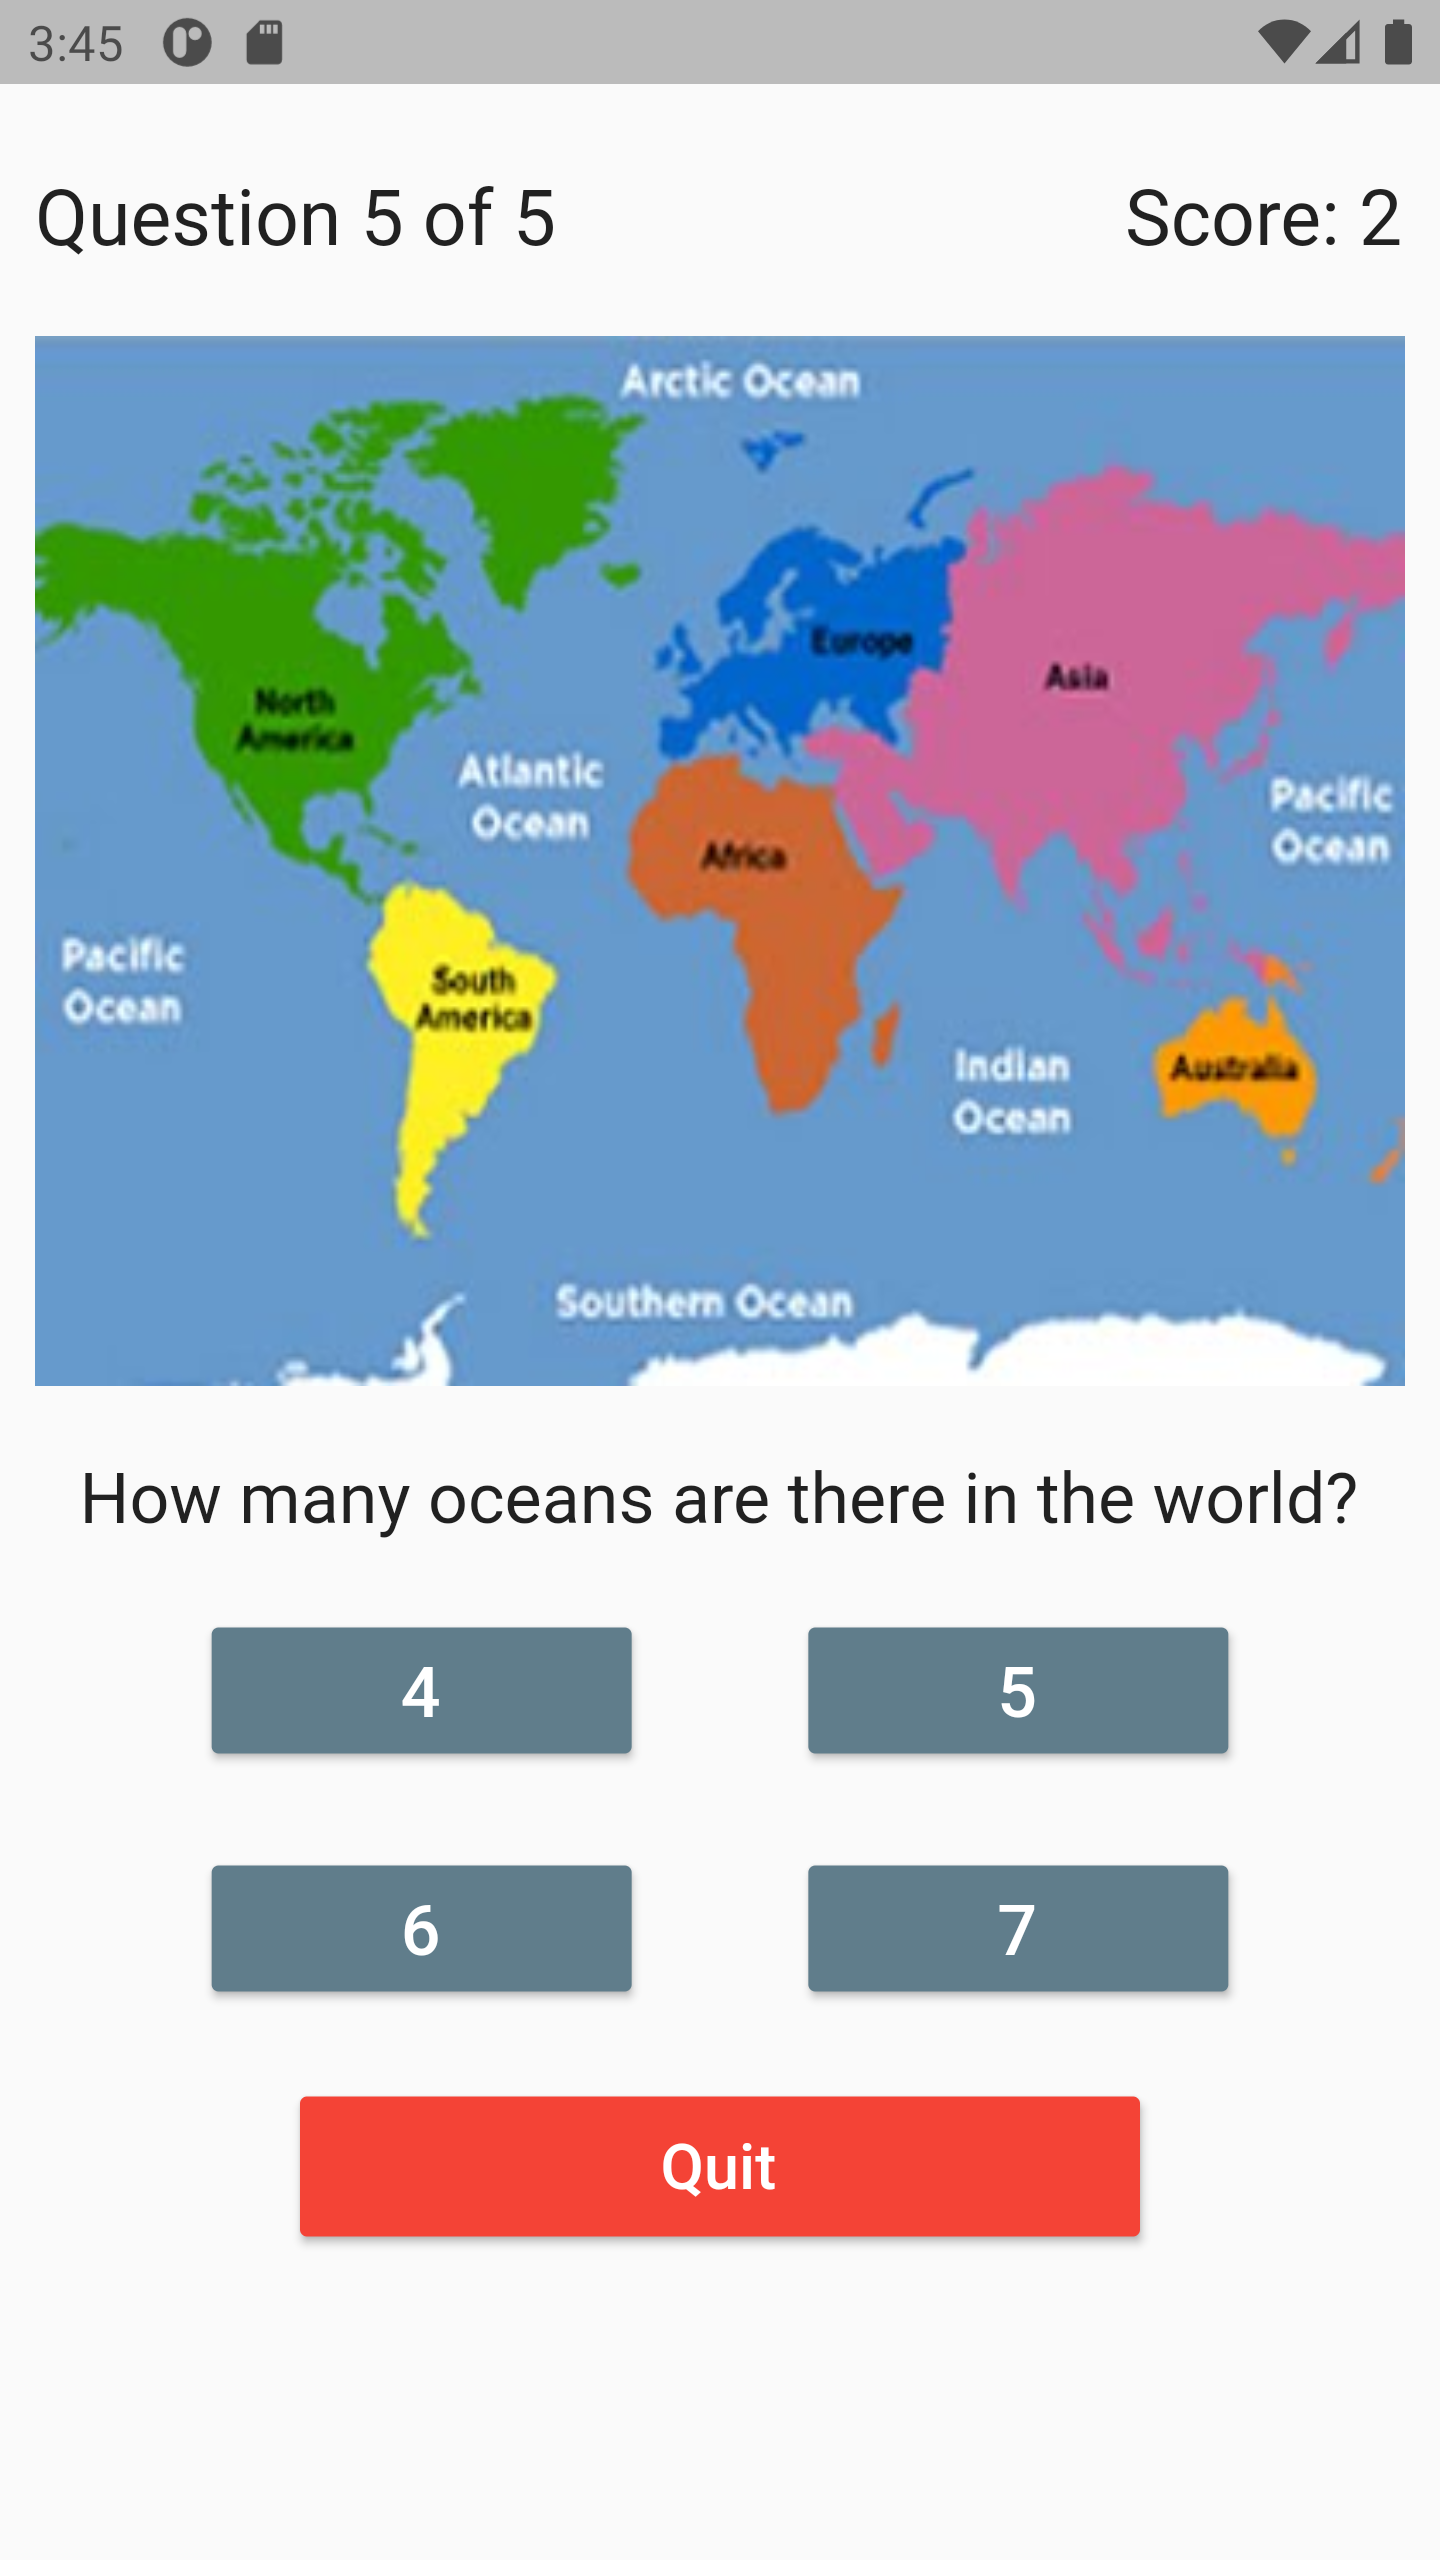 3:45
Question 5 of 5
Score: 2
Arctic Ocean
Europe
Asia
North
America
Atlantic
Ocean
Pacific
Ocean
Africa
Pacific
Ocean
South
America
Indian
Ocean
Australia
Southern Ocean
How many oceans are there in the world?
4
5
6
7
Quit